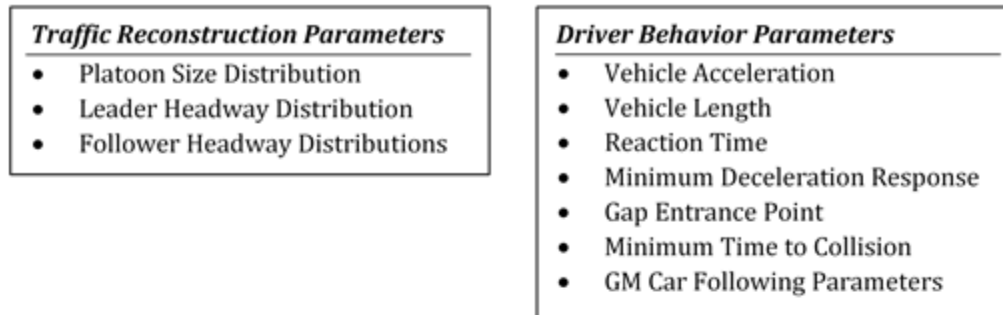 Traffic Reconstruction Parameters
• Platoon Size Distribution
• Leader Headway Distribution
• Follower Headway Distributions
Driver Behavior Parameters
• Vehicle Acceleration
• Vehicle Length
• Reaction Time
• Minimum Deceleration Response
• Gap Entrance Point
• Minimum Time to Collision
• GM Car Following Parameters